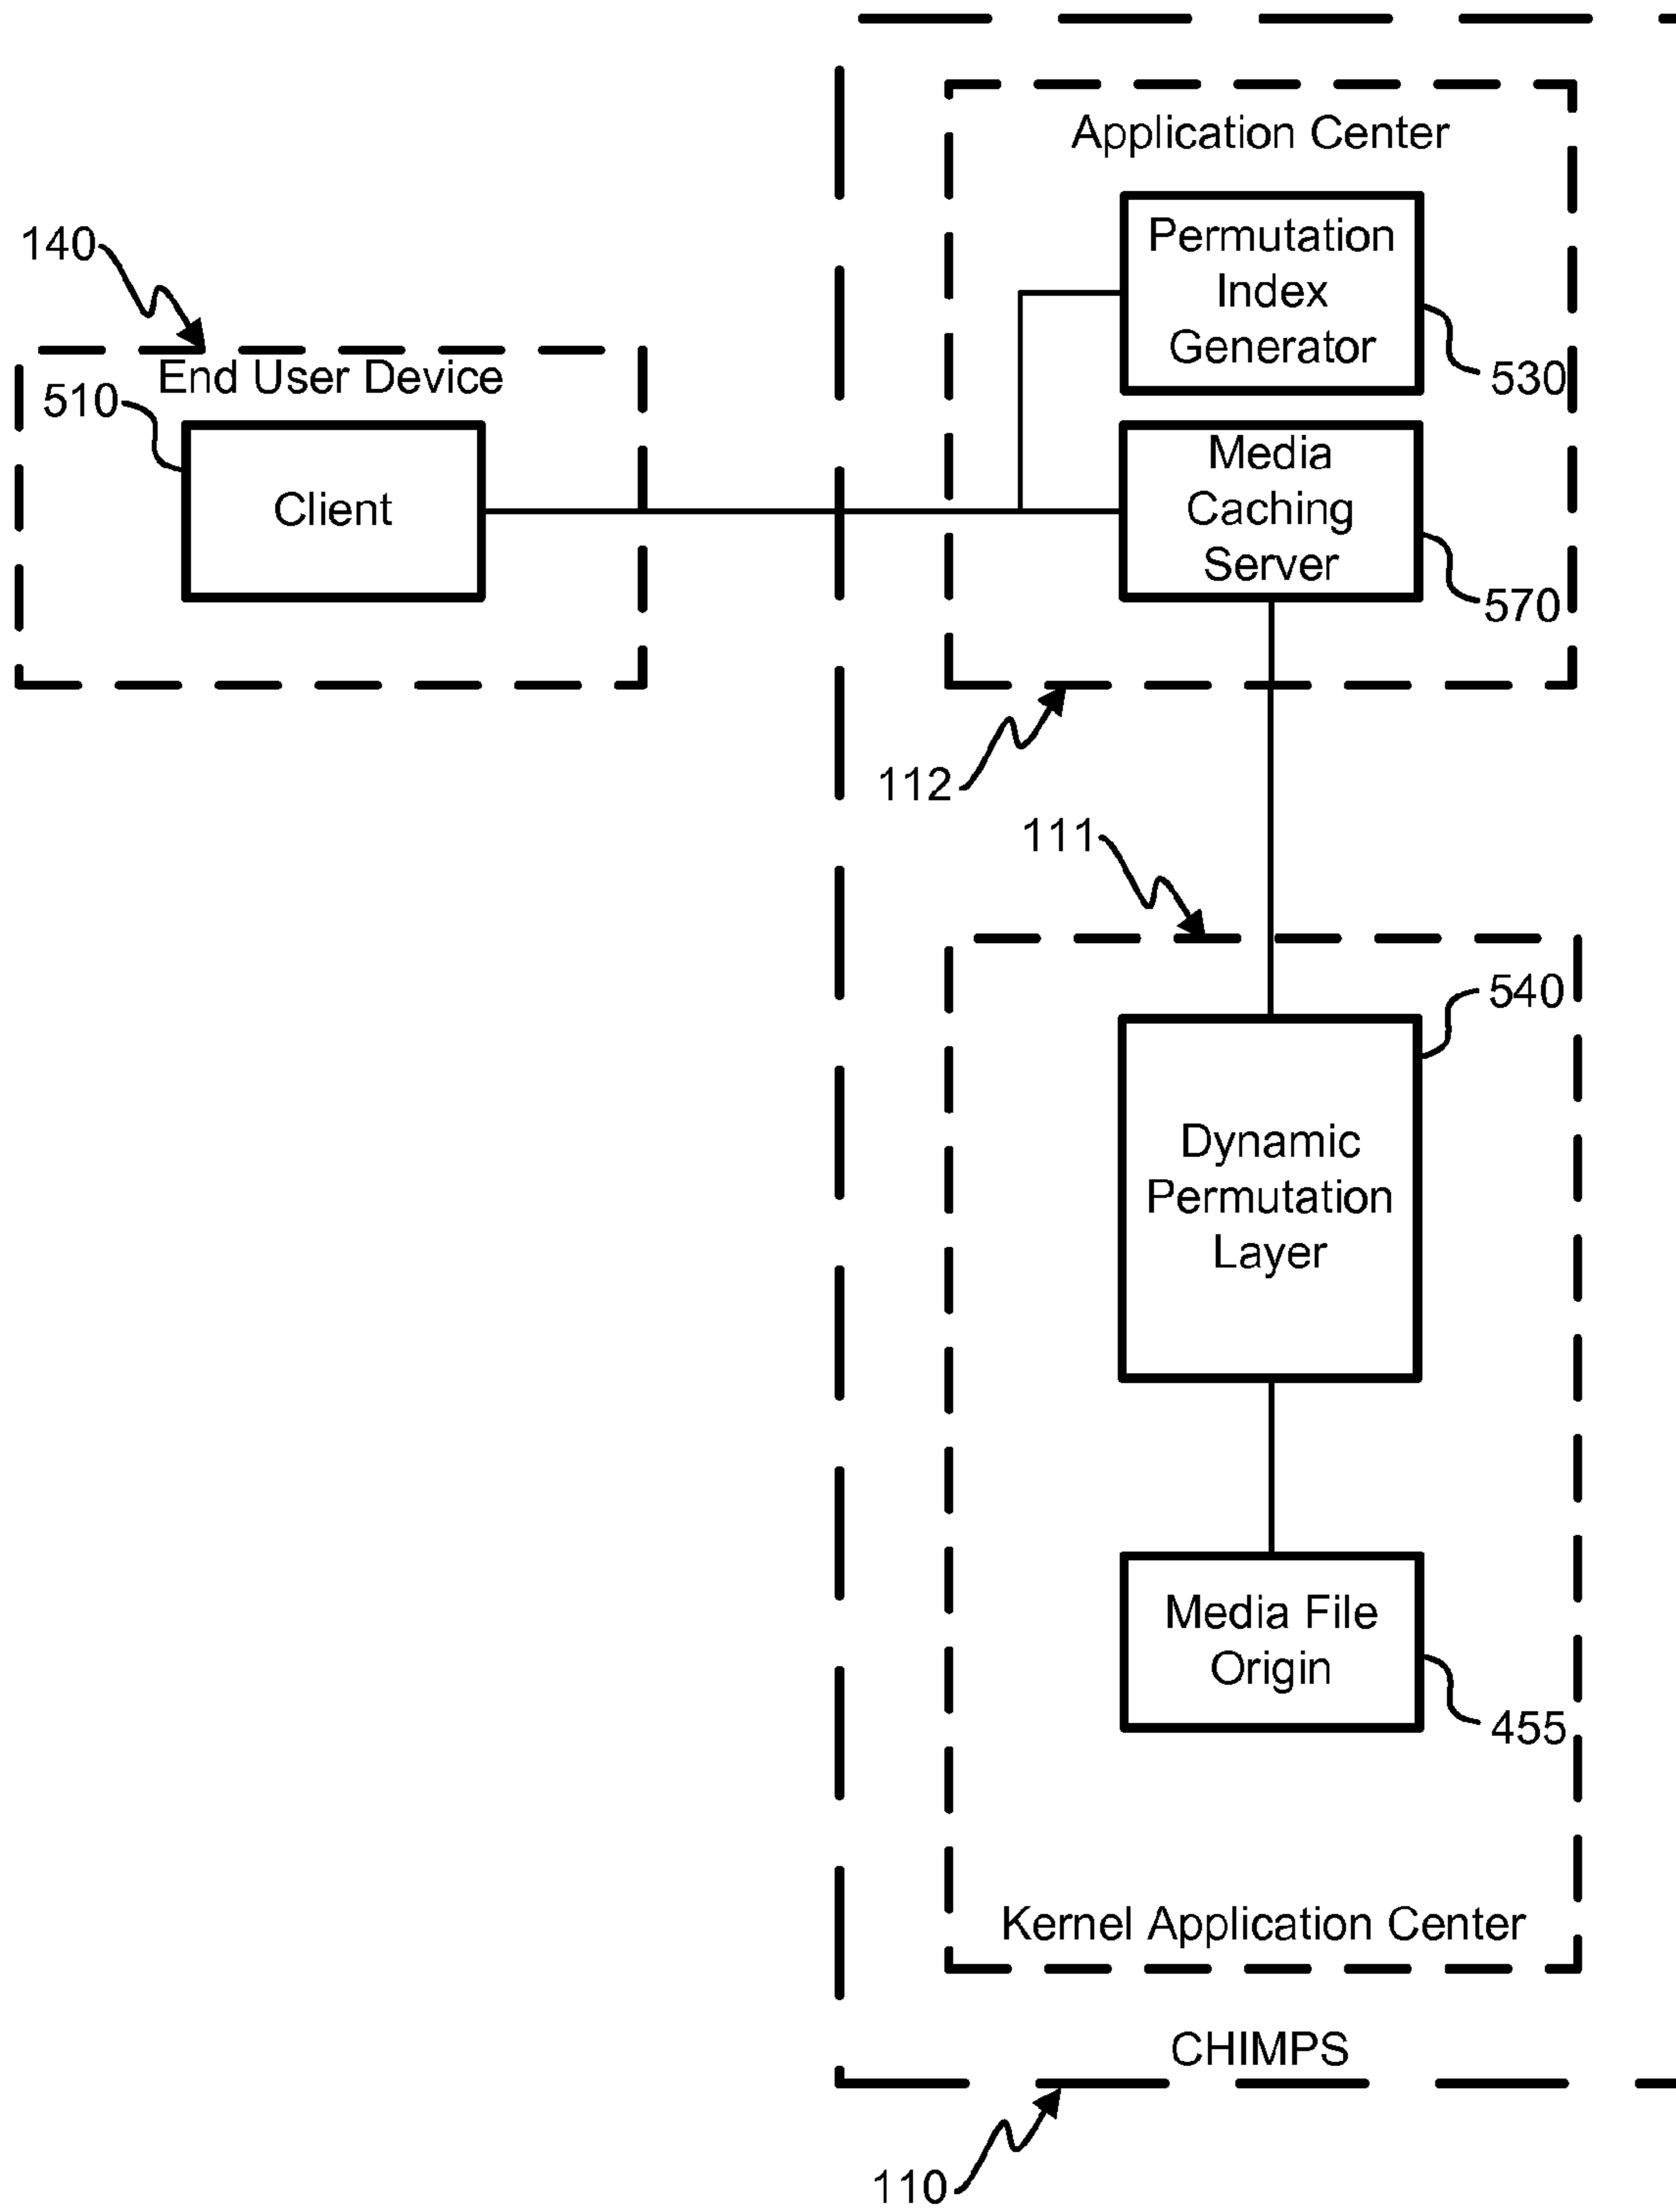 Application Center
Permutation
Index
Generator
530
140
End User Device
510
Client
Media
Caching
Server
570
112
111
540
Dynamic
Permutation
Layer
Media File
Origin
455
Kernel Application Center
CHIMPS
110